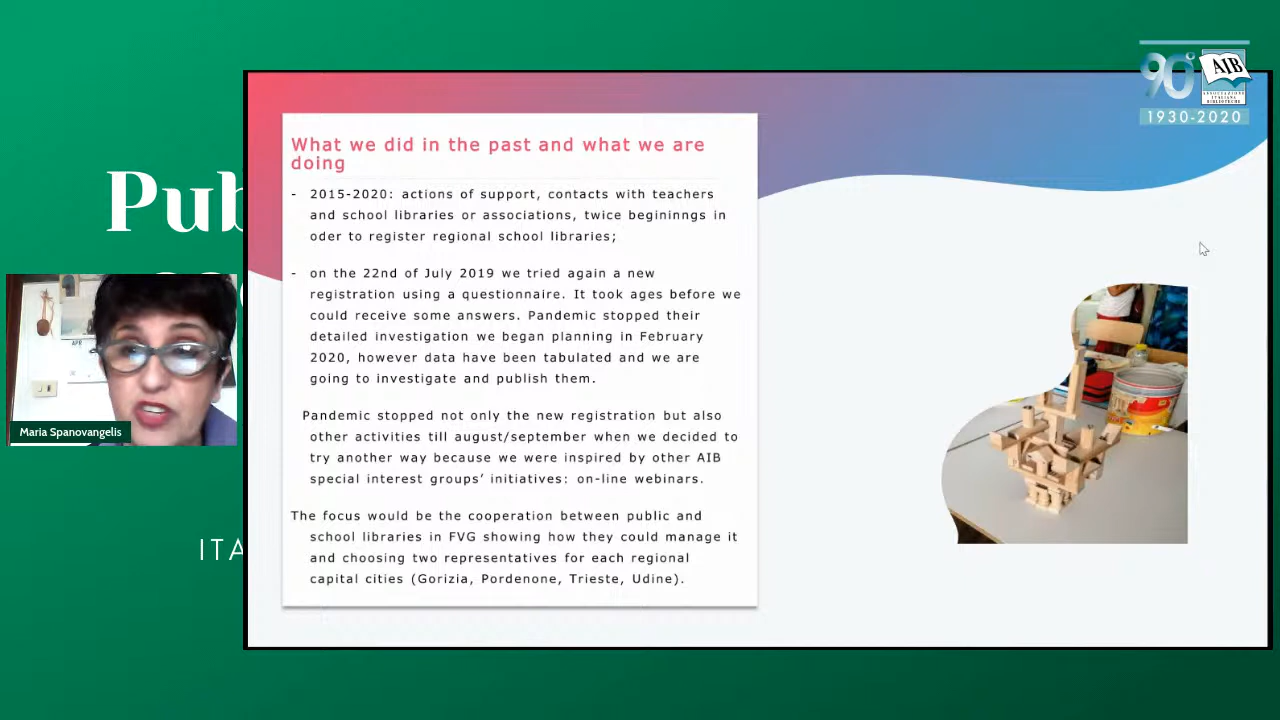 90°
AIB
ASSOCIAZIONE
ITALIANA
BIBLIOTECHE
1930-2020
Pub
What we did in the past and what we are
doing
- 2015-2020: actions of support, contacts with teachers
and school libraries or associations, twice begininngs in
oder to register regional school libraries;
- on the 22nd of July 2019 we tried again a new
registration using a questionnaire. It took ages before we
could receive some answers. Pandemic stopped their
detailed investigation we began planning in February
2020, however data have been tabulated and we are
going to investigate and publish them.
Pandemic stopped not only the new registration but also
other activities till august/september when we decided to
try another way because we were inspired by other AIB
special interest groups’ initiatives: on-line webinars.
The focus would be the cooperation between public and
school libraries in FVG showing how they could manage it
and choosing two representatives for each regional
capital cities (Gorizia, Pordenone, Trieste, Udine).
APR
Maria Spanovangelis
ITA